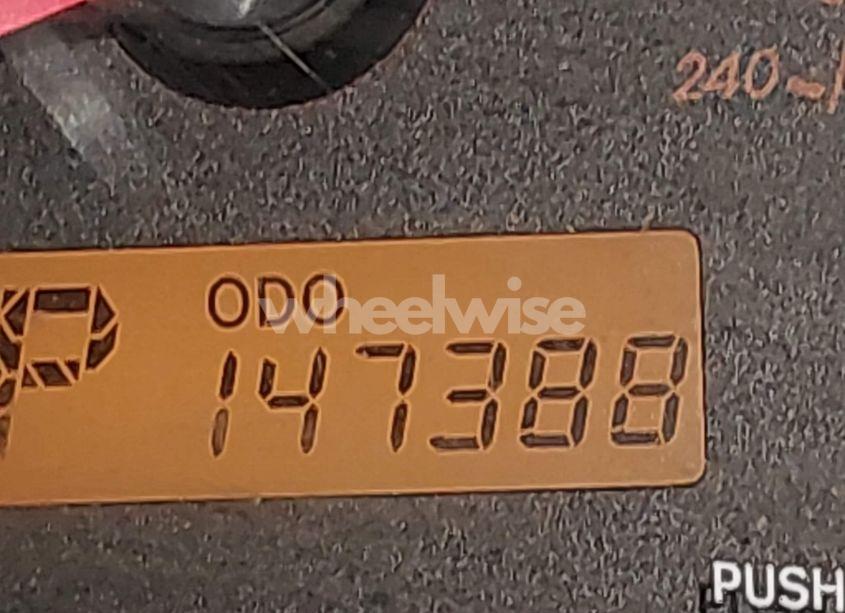 240
P
ODO
wheelwise
147388
PUSH